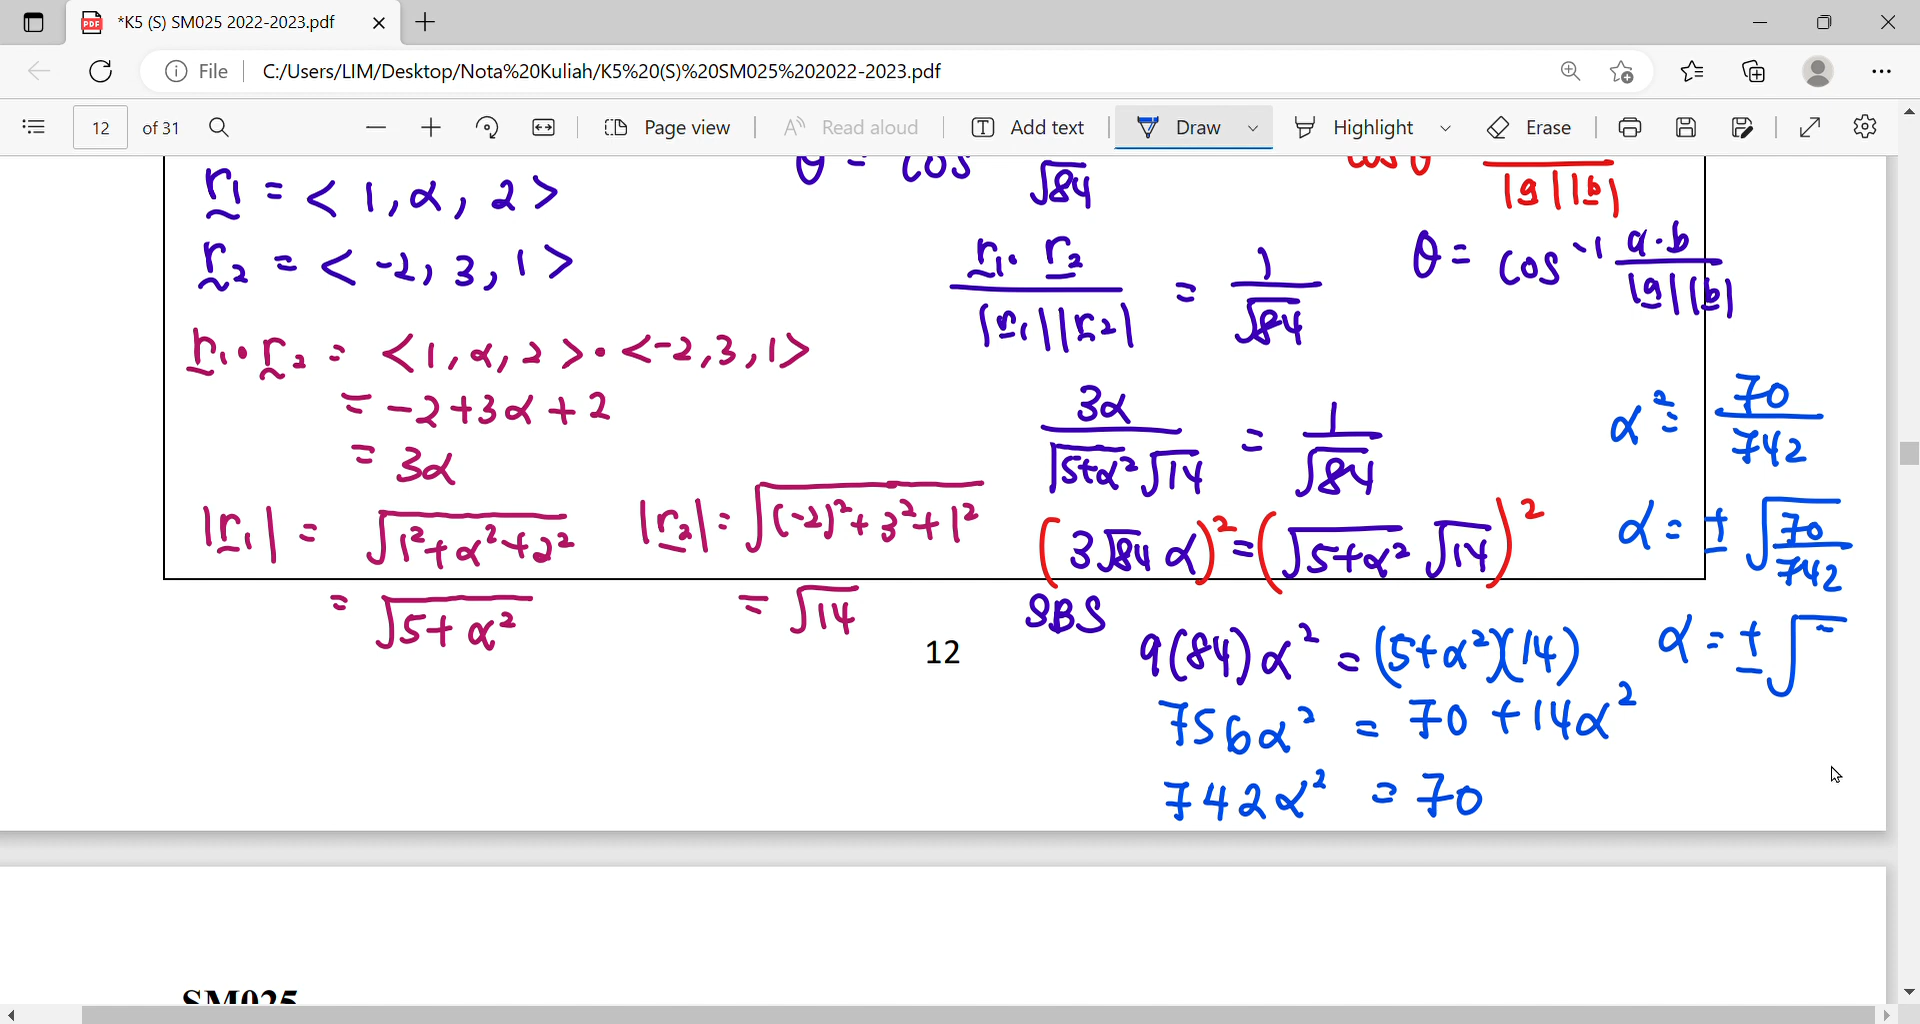 *K5 (S) SM025 2022-2023.pdf
File
C:/Users/LIM/Desktop/Nota%20Kuliah/K5%20(S)%20SM025%202022-2023.pdf
12 of 31
Page view
Read aloud
Add text
Draw
Highlight
Erase
r₁ = < 1, α, 2 >
r₂ = < -2, 3, 1 >
r₁ • r₂ = < 1, α, 2 > • < -2, 3, 1 >
= -2 + 3α + 2
= 3α
|r₁| = √(1² + α² + 2²)
= √(5 + α²)
|r₂| = √((-2)² + 3² + 1²)
= √14
θ = cos √84
r₁ • r₂ / |r₁||r₂| = 1/√84
3α / √(5+α²) √14 = 1/√84
(3√84 α)² = (√(5+α²) √14)²
SBS
9(84)α² = (5+α²)(14)
756α² = 70 + 14α²
742α² = 70
cos θ |a||b|
θ = cos⁻¹ a·b / |a||b|
α² = 70/742
α = ± √(70/742)
α = ± √
12
SM025